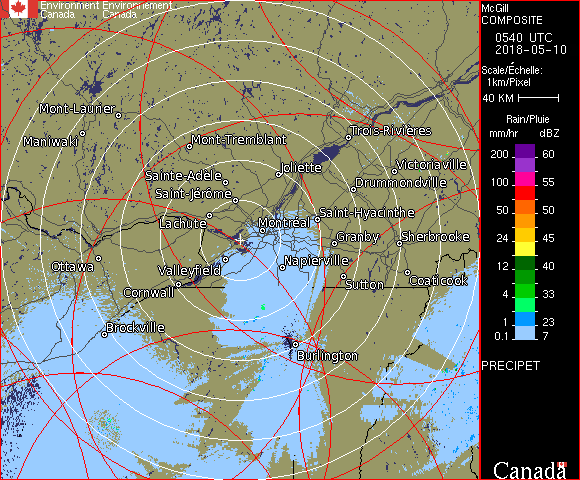 Environment Environnement
Canada Canada
McGill
COMPOSITE
0540 UTC
2018-05-10
Scale/Échelle:
1km/Pixel
40 KM
Rain/Pluie
mm/hr dBZ
200 60
100 55
50 50
24 45
12 40
4 33
1 23
0.1 7
PRECIPET
Canada
Mont-Laurier
Maniwaki
Mont-Tremblant
Trois-Rivières
Sainte-Adèle
Joliette
Victoriaville
Saint-Jérôme
Drummondville
Lachute
Montréal
Saint-Hyacinthe
Granby
Sherbrooke
Ottawa
Valleyfield
Napierville
Cornwall
Sutton
Coaticook
Brockville
Burlington